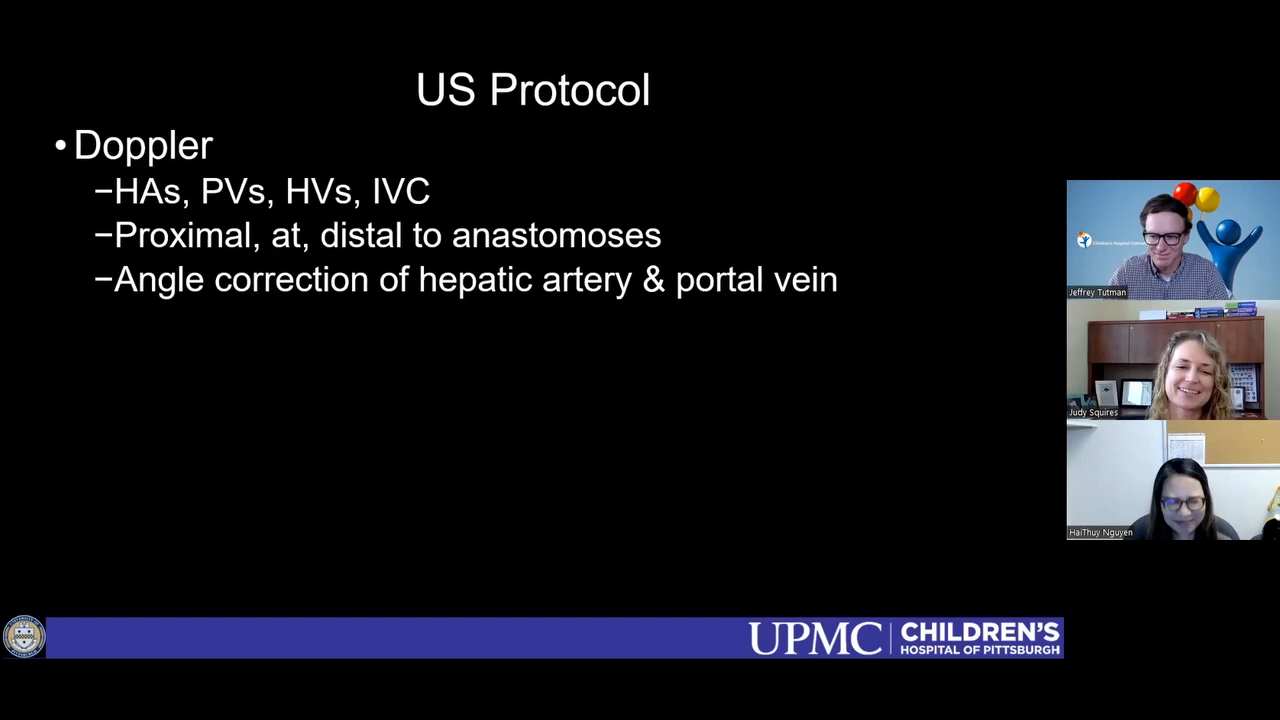 US Protocol
•Doppler
–HAs, PVs, HVs, IVC
–Proximal, at, distal to anastomoses
–Angle correction of hepatic artery & portal vein
Jeffrey Tutman
Judy Squires
HaiThuy Nguyen
UPMC
CHILDREN'S
HOSPITAL OF PITTSBURGH